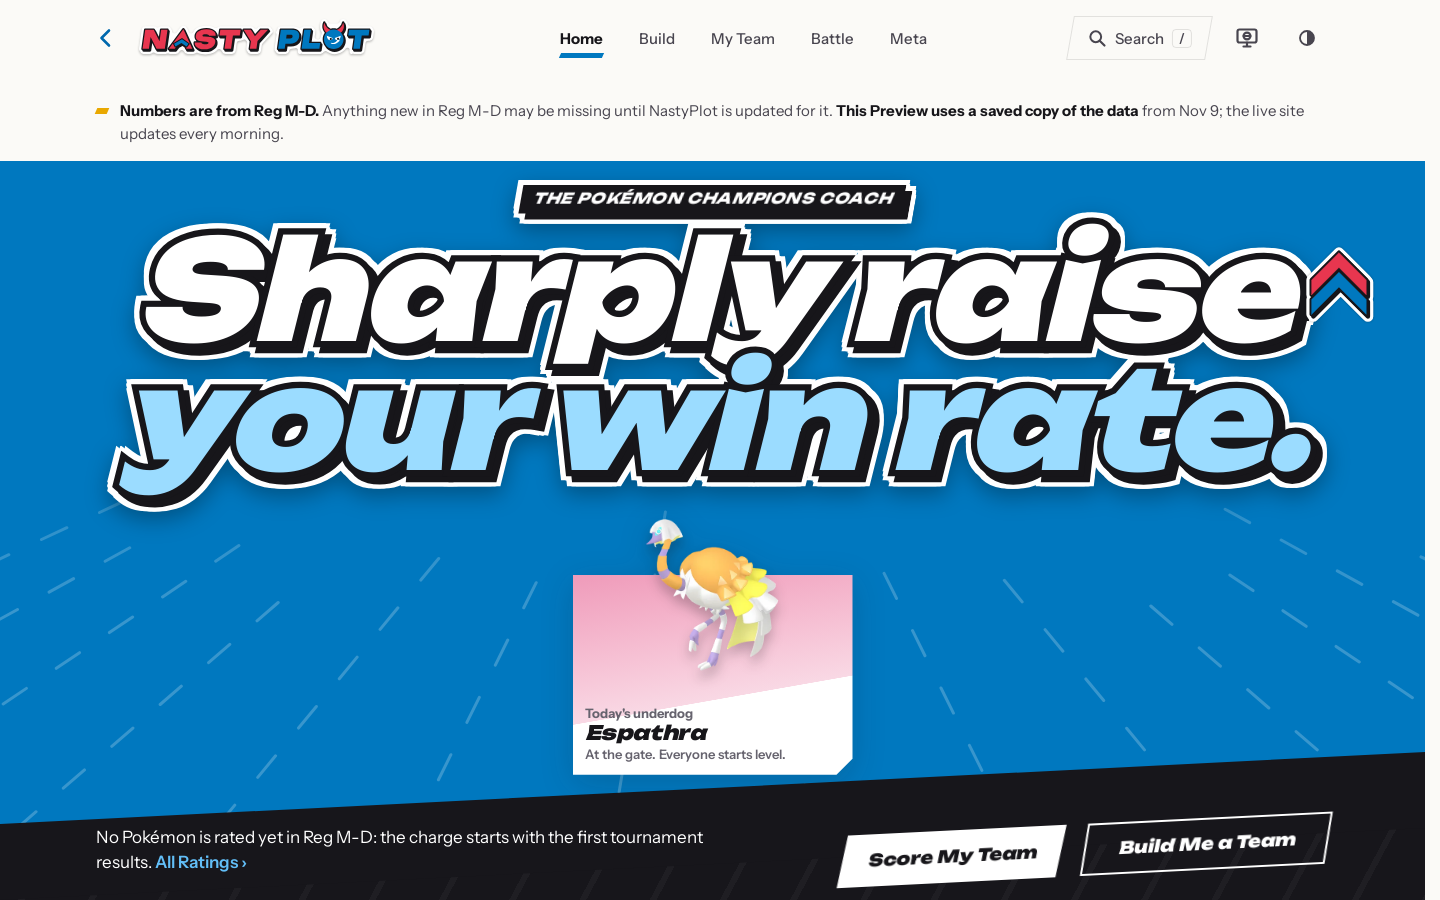 NASTY PLOT
Home
Build
My Team
Battle
Meta
Search
/
Numbers are from Reg M-D. Anything new in Reg M-D may be missing until NastyPlot is updated for it. This Preview uses a saved copy of the data from Nov 9; the live site
updates every morning.
THE POKÉMON CHAMPIONS COACH
Sharply raise
your win rate.
Today's underdog
Espathra
At the gate. Everyone starts level.
No Pokémon is rated yet in Reg M-D: the charge starts with the first tournament
results. All Ratings ›
Score My Team
Build Me a Team